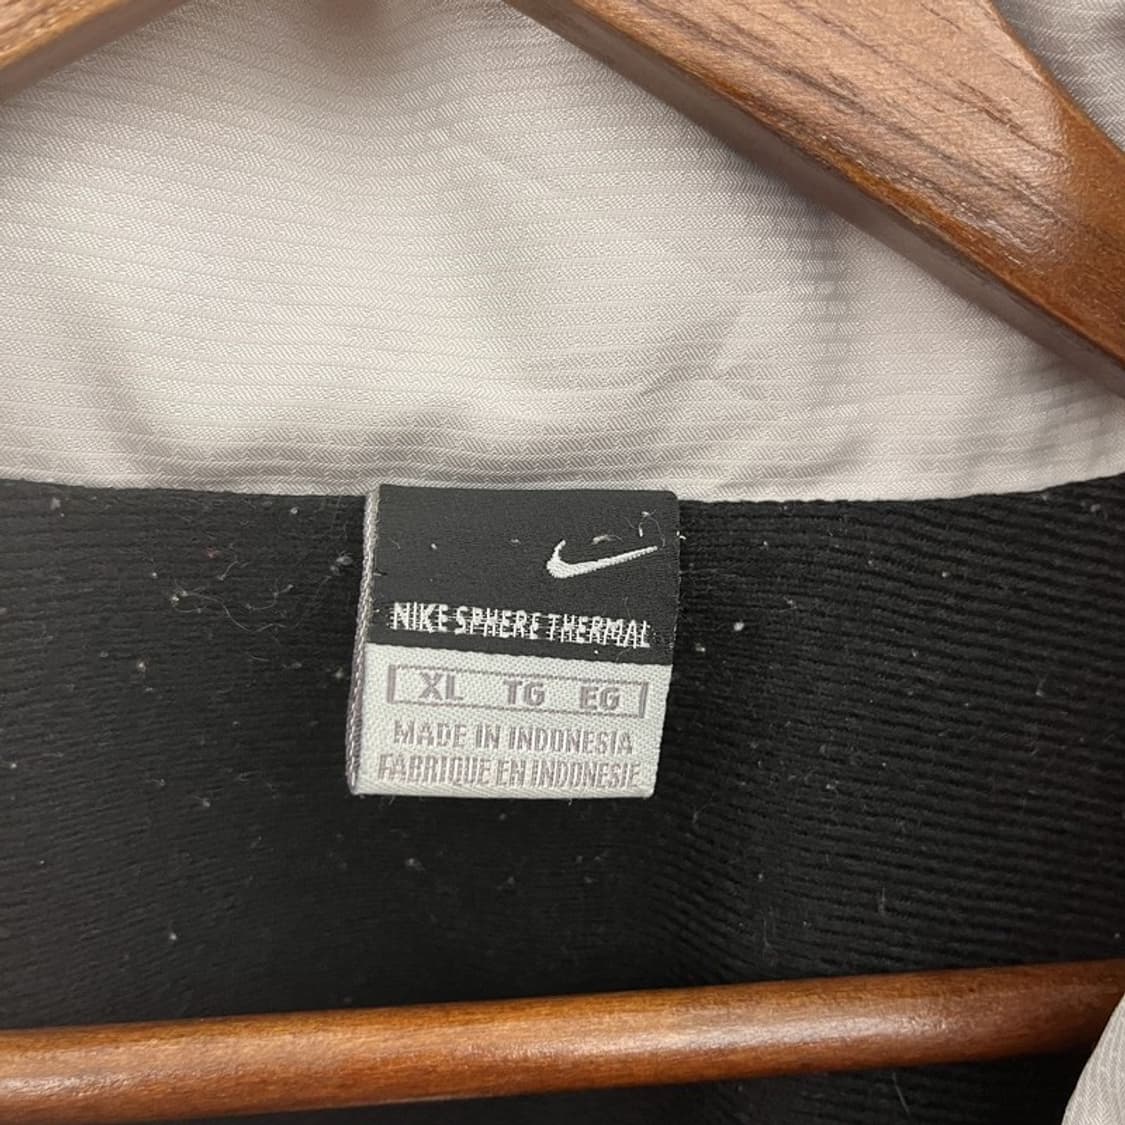 NIKE SPHERE THERMAL
XL TG EG
MADE IN INDONESIA
FABRIQUE EN INDONESIE